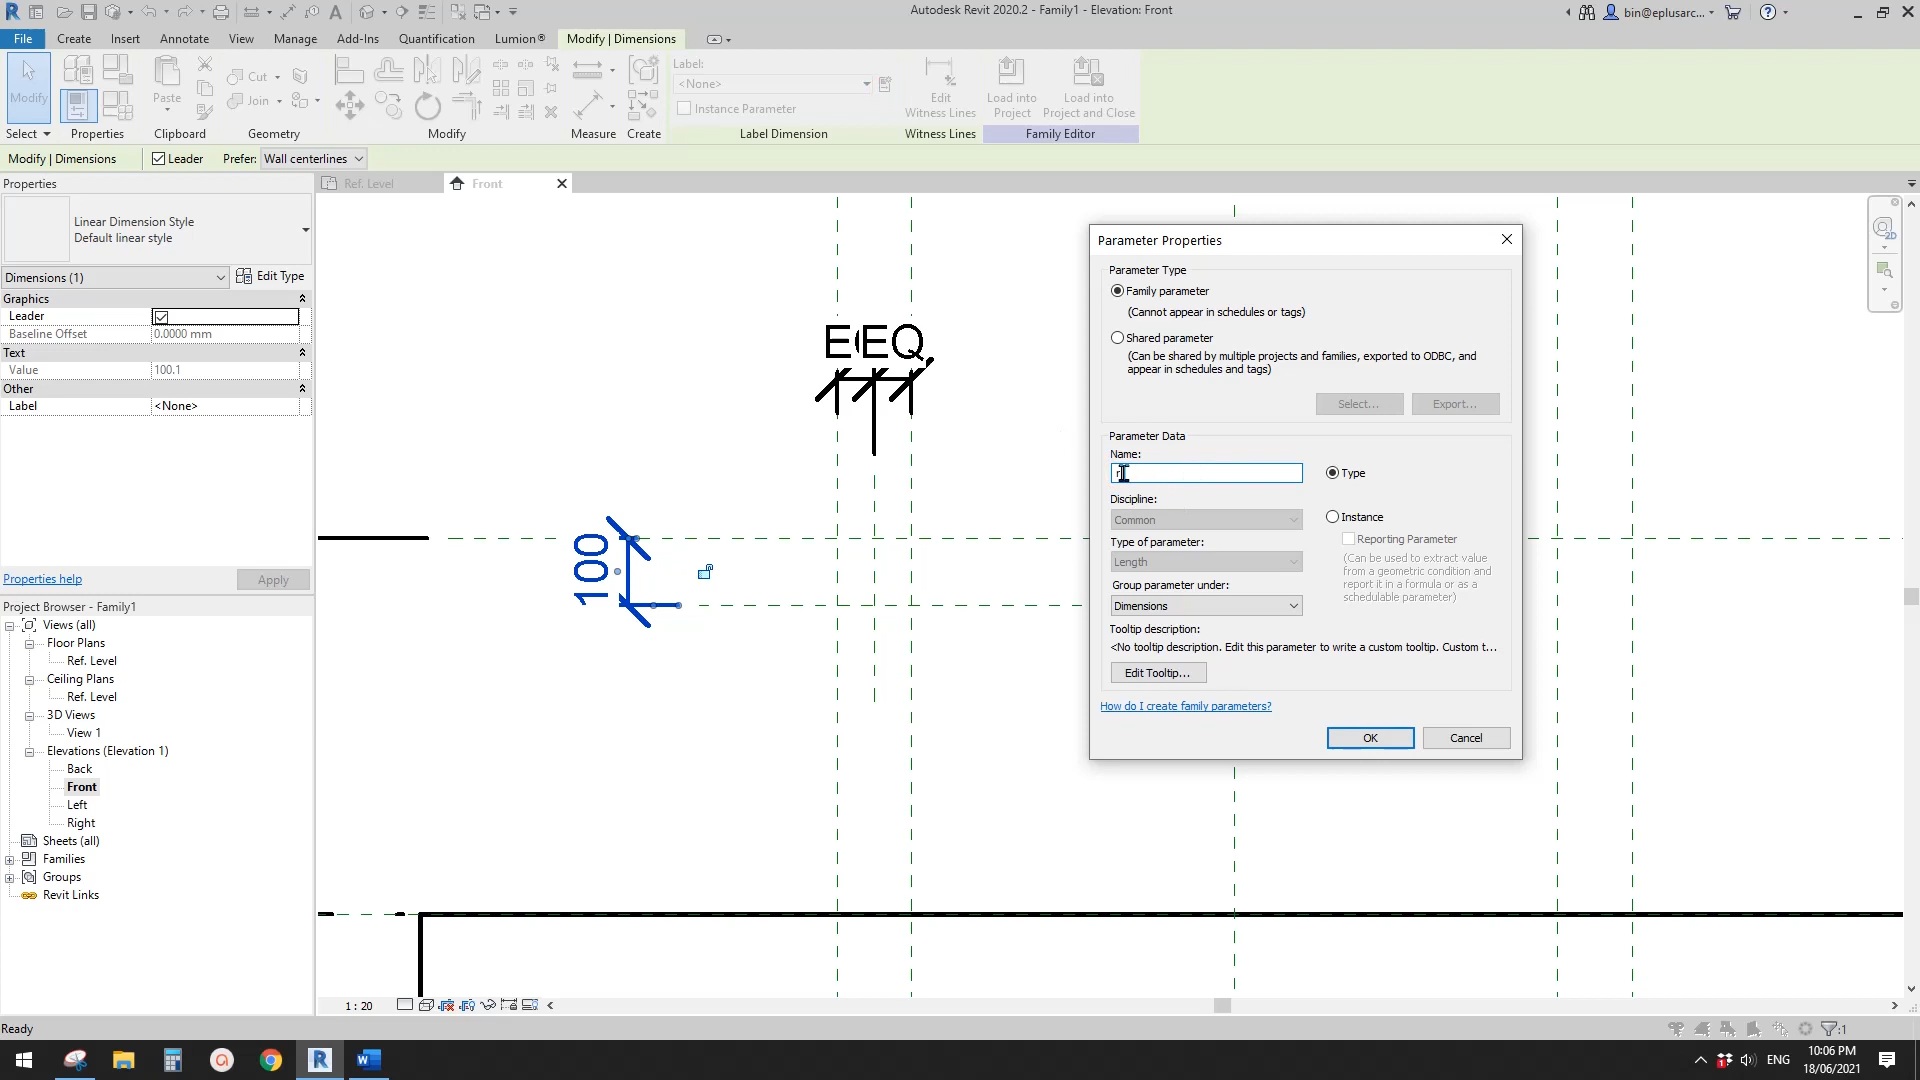 Autodesk Revit 2020.2 - Family1 - Elevation: Front
bin@eplusarc...
File Create Insert Annotate View Manage Add-Ins Quantification Lumion® Modify | Dimensions
Modify
Paste
Cut
Join
Label:
<None>
Instance Parameter
Edit Witness Lines
Load into Project
Load into Project and Close
Select Properties Clipboard Geometry Modify Measure Create Label Dimension Witness Lines Family Editor
Modify | Dimensions Leader Prefer: Wall centerlines
Properties
Ref. Level
Front
Linear Dimension Style
Default linear style
Dimensions (1)
Edit Type
Graphics
Leader
Baseline Offset 0.0000 mm
Text
Value 100.1
Other
Label <None>
Properties help
Apply
Project Browser - Family1
Views (all)
Floor Plans
Ref. Level
Ceiling Plans
Ref. Level
3D Views
View 1
Elevations (Elevation 1)
Back
Front
Left
Right
Sheets (all)
Families
Groups
Revit Links
EQ
100
Parameter Properties
Parameter Type
Family parameter
(Cannot appear in schedules or tags)
Shared parameter
(Can be shared by multiple projects and families, exported to ODBC, and
appear in schedules and tags)
Select...
Export...
Parameter Data
Name:
r
Type
Discipline:
Common
Instance
Reporting Parameter
Type of parameter:
Length
(Can be used to extract value
from a geometric condition and
report it in a formula or as a
schedulable parameter)
Group parameter under:
Dimensions
Tooltip description:
<No tooltip description. Edit this parameter to write a custom tooltip. Custom t...
Edit Tooltip...
How do I create family parameters?
OK
Cancel
2D
1 : 20
Ready
:1
ENG
10:06 PM
18/06/2021